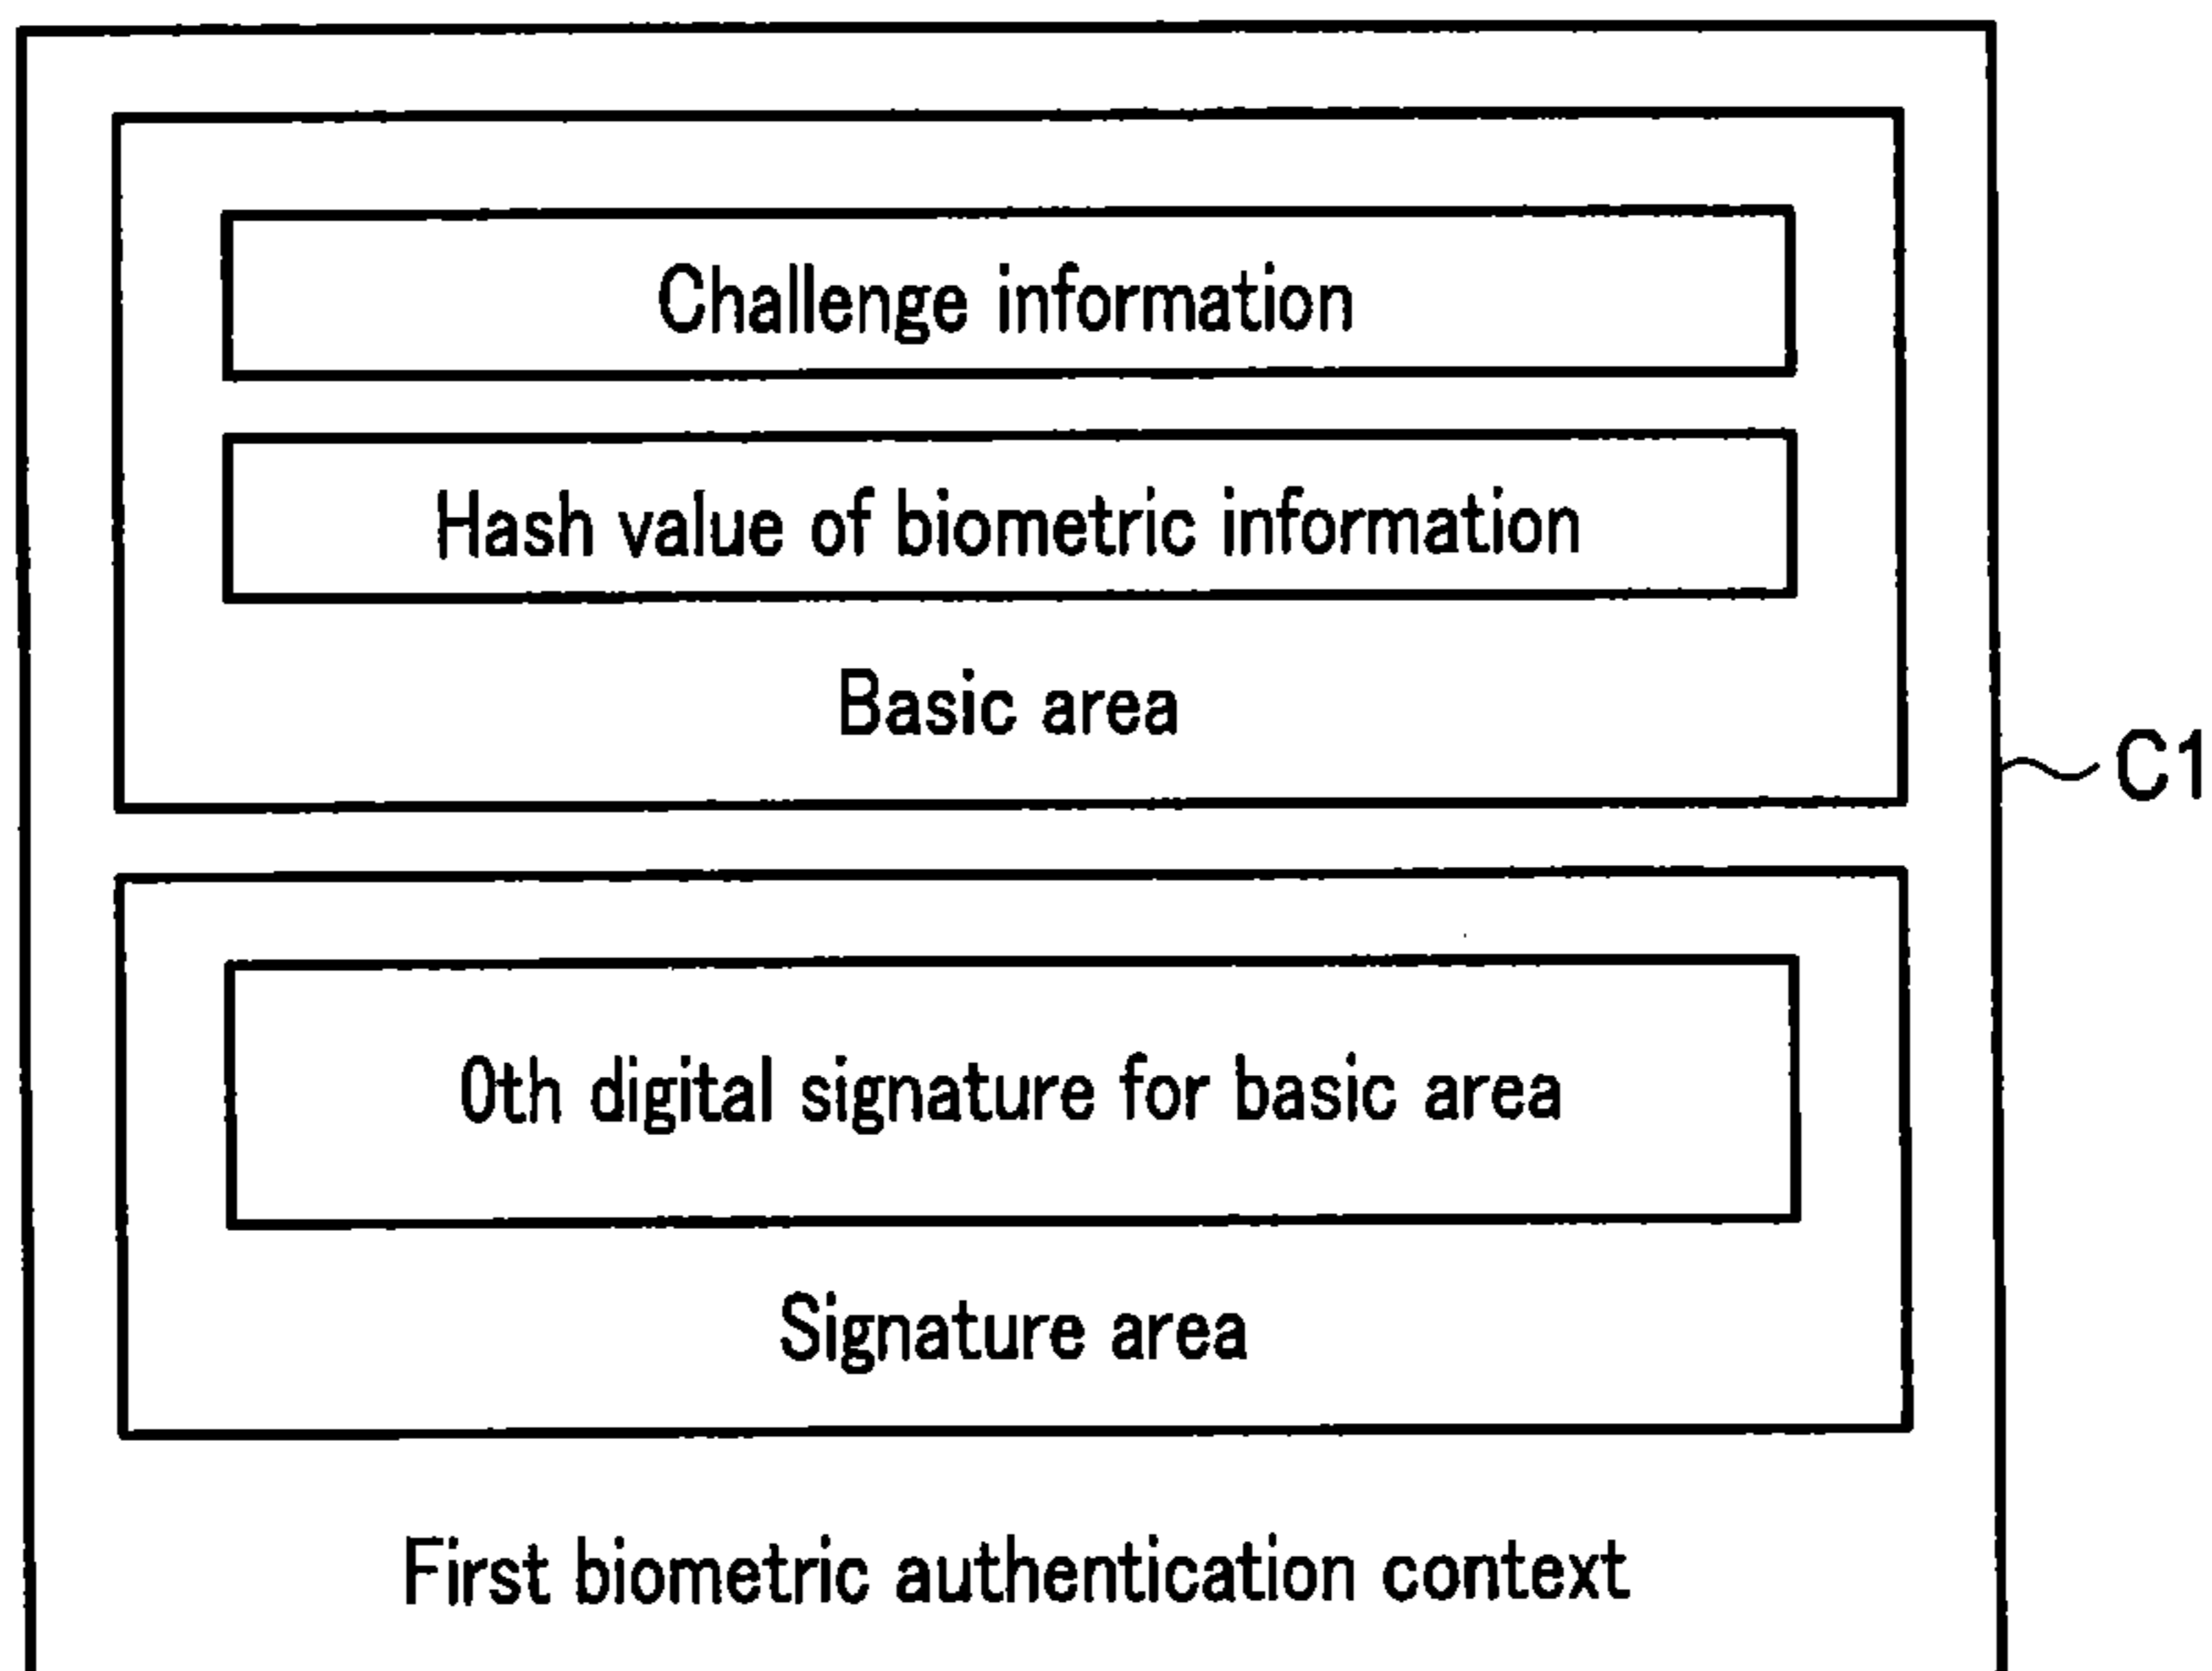 Challenge information
Hash value of biometric information
Basic area
C1
0th digital signature for basic area
Signature area
First biometric authentication context